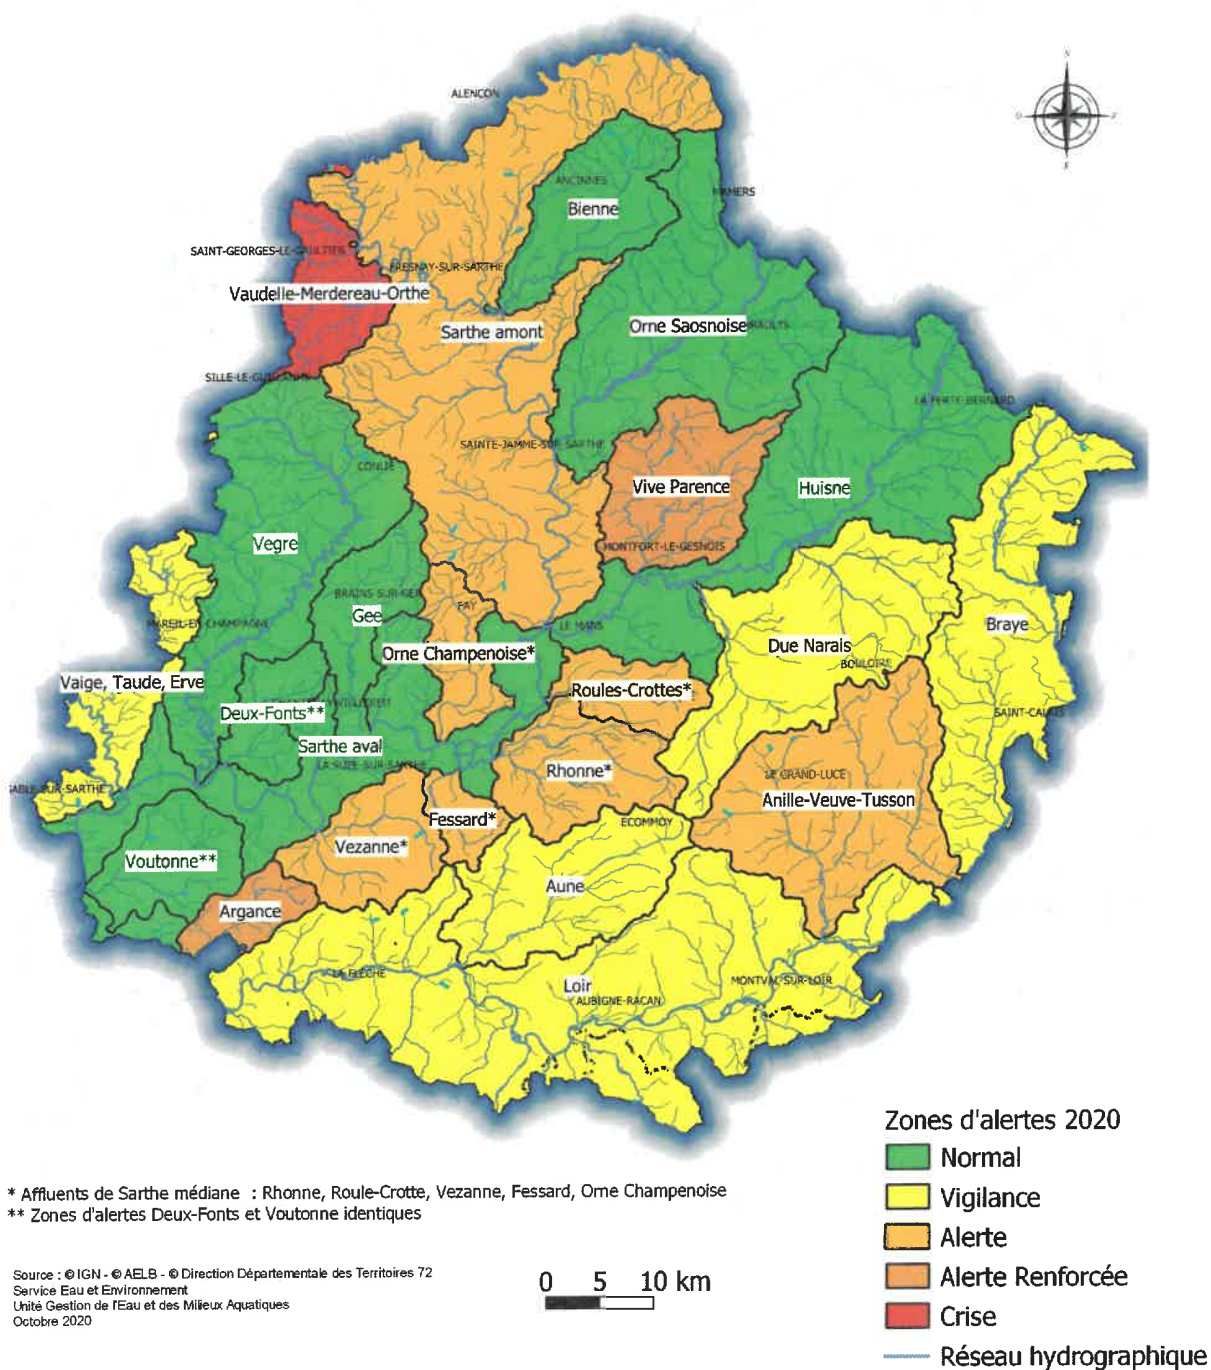 N
O
E
ALENÇON
ANCINNES
Bienne
MAMERS
SAINT-GEORGES-LE-GAULTIER
FRESNAY-SUR-SARTHE
Vaudelle-Merdereau-Orthe
Sarthe amont
Orne Saosnoise
SILLE-LE-GUILLAUME
LA FERTE-BERNARD
SAINTE-JAMME-SUR-SARTHE
CONLIE
Vive Parence
Huisne
Vegre
MONTFORT-LE-GESNOIS
BRAINS-SUR-GEE
PAY
Gee
MAREIL-EN-CHAMPAGNE
LE MANS
Braye
Orne Champenoise*
Due Narais
BOULOIRE
Vaige, Taude, Erve
Roules-Crottes*
Deux-Fonts**
SAINT-CALAIS
Sarthe aval
LA SUZE-SUR-SARTHE
Rhonne*
LE GRAND-LUCE
SABLE-SUR-SARTHE
Anille-Veuve-Tusson
Fessard*
ECOMMOY
Vezanne*
Voutonne**
Aune
Argance
LA FLECHE
Loir
MONTVAL-SUR-LOIR
AUBIGNE-RACAN
Zones d'alertes 2020
Normal
Vigilance
Alerte
Alerte Renforcée
Crise
Réseau hydrographique
* Affluents de Sarthe médiane : Rhonne, Roule-Crotte, Vezanne, Fessard, Orne Champenoise
** Zones d'alertes Deux-Fonts et Voutonne identiques
Source : © IGN - © AELB - © Direction Départementale des Territoires 72
Service Eau et Environnement
Unité Gestion de l'Eau et des Milieux Aquatiques
Octobre 2020
0 5 10 km